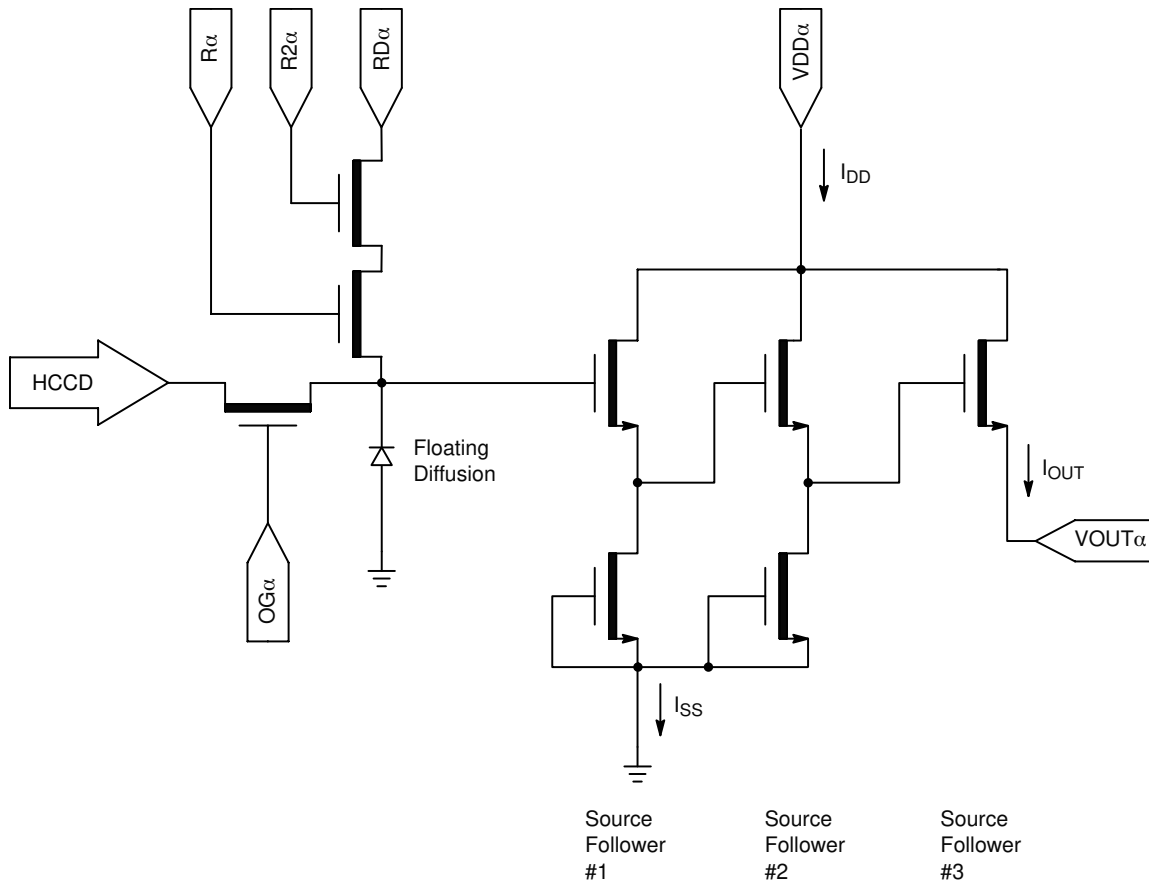 Rα
R2α
RDα
VDDα
IDD
HCCD
Floating
Diffusion
IOUT
VOUTα
OGα
ISS
Source
Follower
#1
Source
Follower
#2
Source
Follower
#3